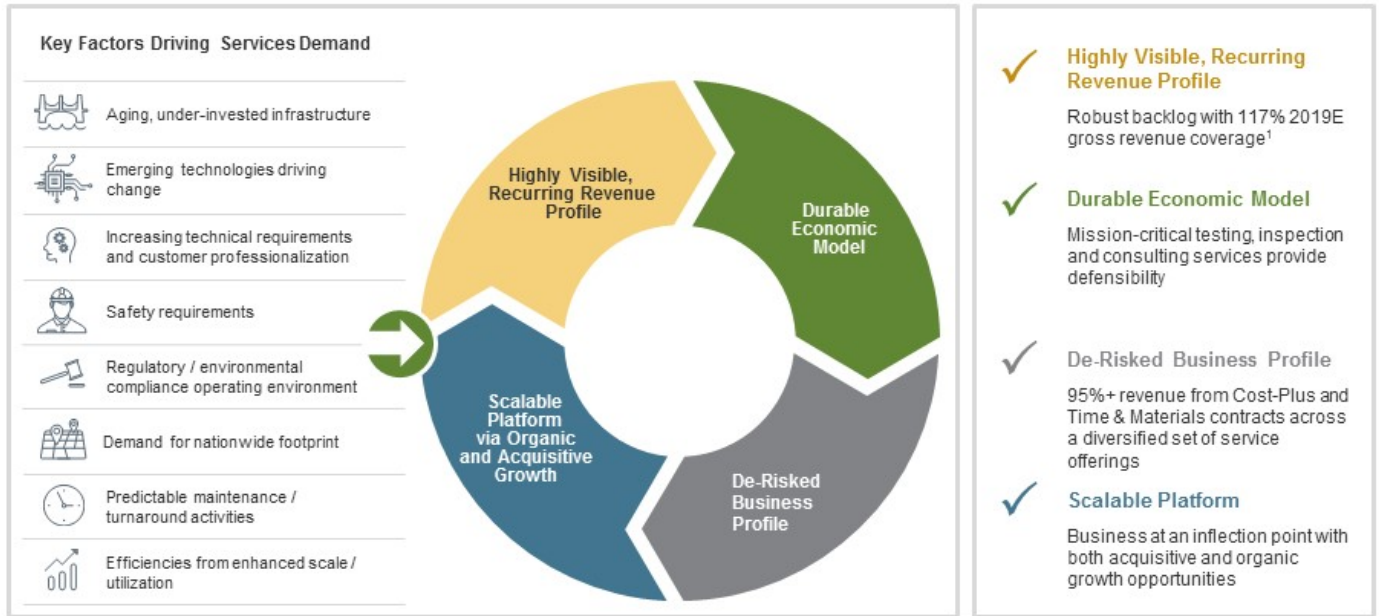 Key Factors Driving Services Demand
Aging, under-invested infrastructure
Emerging technologies driving
change
Increasing technical requirements
and customer professionalization
Safety requirements
Regulatory / environmental
compliance operating environment
Demand for nationwide footprint
Predictable maintenance /
turnaround activities
Efficiencies from enhanced scale /
utilization
Highly Visible,
Recurring Revenue
Profile
Durable
Economic
Model
Scalable
Platform
via Organic
and Acquisitive
Growth
De-Risked
Business
Profile
Highly Visible, Recurring
Revenue Profile
Robust backlog with 117% 2019E
gross revenue coverage¹
Durable Economic Model
Mission-critical testing, inspection
and consulting services provide
defensibility
De-Risked Business Profile
95%+ revenue from Cost-Plus and
Time & Materials contracts across
a diversified set of service
offerings
Scalable Platform
Business at an inflection point with
both acquisitive and organic
growth opportunities